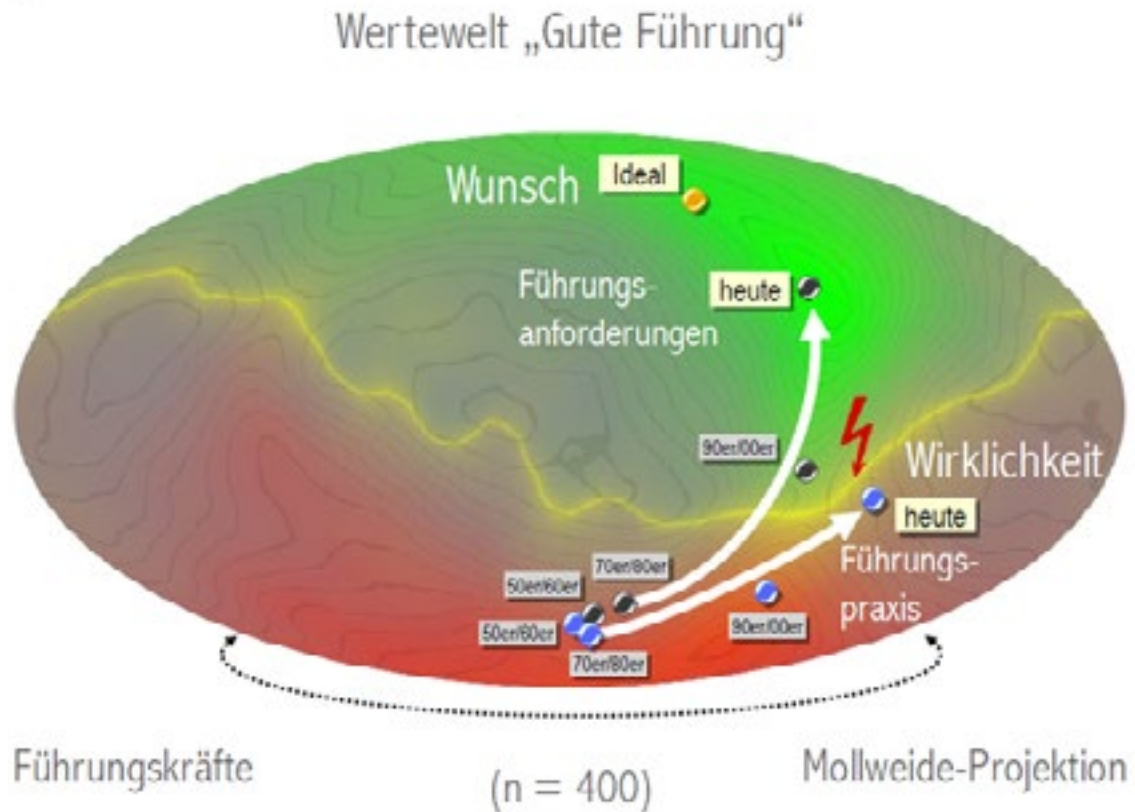 Wertewelt „Gute Führung“
Wunsch
Ideal
Führungs-
anforderungen
heute
90er/00er
Wirklichkeit
heute
Führungs-
praxis
70er/80er
50er/60er
50er/60er
90er/00er
70er/80er
Führungskräfte
(n = 400)
Mollweide-Projektion